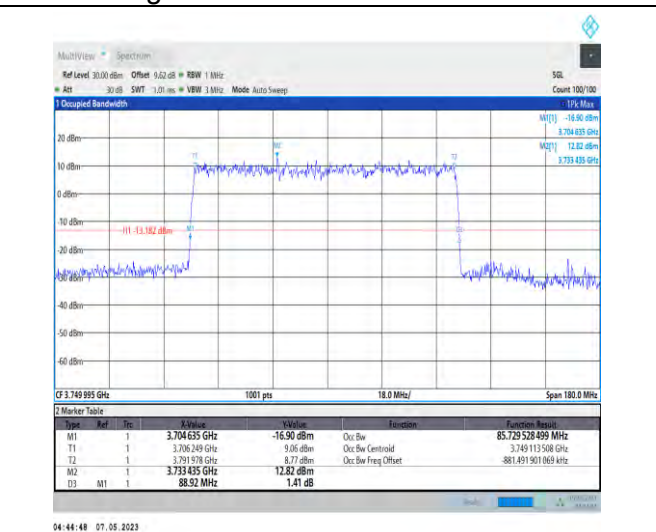 MultiView Spectrum
Ref Level 30.00 dBm Offset 9.62 dB RBW 1 MHz SGL
Att 30 dB SWT 1.01 ms VBW 3 MHz Mode Auto Sweep Count 100/100
1 Occupied Bandwidth 1Pk Max
M1[1] -16.90 dBm
3.704 635 GHz
M2[1] 12.82 dBm
3.733 435 GHz
20 dBm
M2
T1 T2
10 dBm
0 dBm
-10 dBm
H1 -13.182 dBm M1 D3
-20 dBm
-30 dBm
-40 dBm
-50 dBm
-60 dBm
CF 3.749 995 GHz 1001 pts 18.0 MHz/ Span 180.0 MHz
2 Marker Table
Type Ref Trc X-Value Y-Value Function Function Result
M1 1 3.704 635 GHz -16.90 dBm Occ Bw 85.729 528 499 MHz
T1 1 3.706 249 GHz 9.06 dBm Occ Bw Centroid 3.749 113 508 GHz
T2 1 3.791 978 GHz 8.77 dBm Occ Bw Freq Offset -881.491 901 069 kHz
M2 1 3.733 435 GHz 12.82 dBm
D3 M1 1 88.92 MHz 1.41 dB
04:44:48 07.05.2023